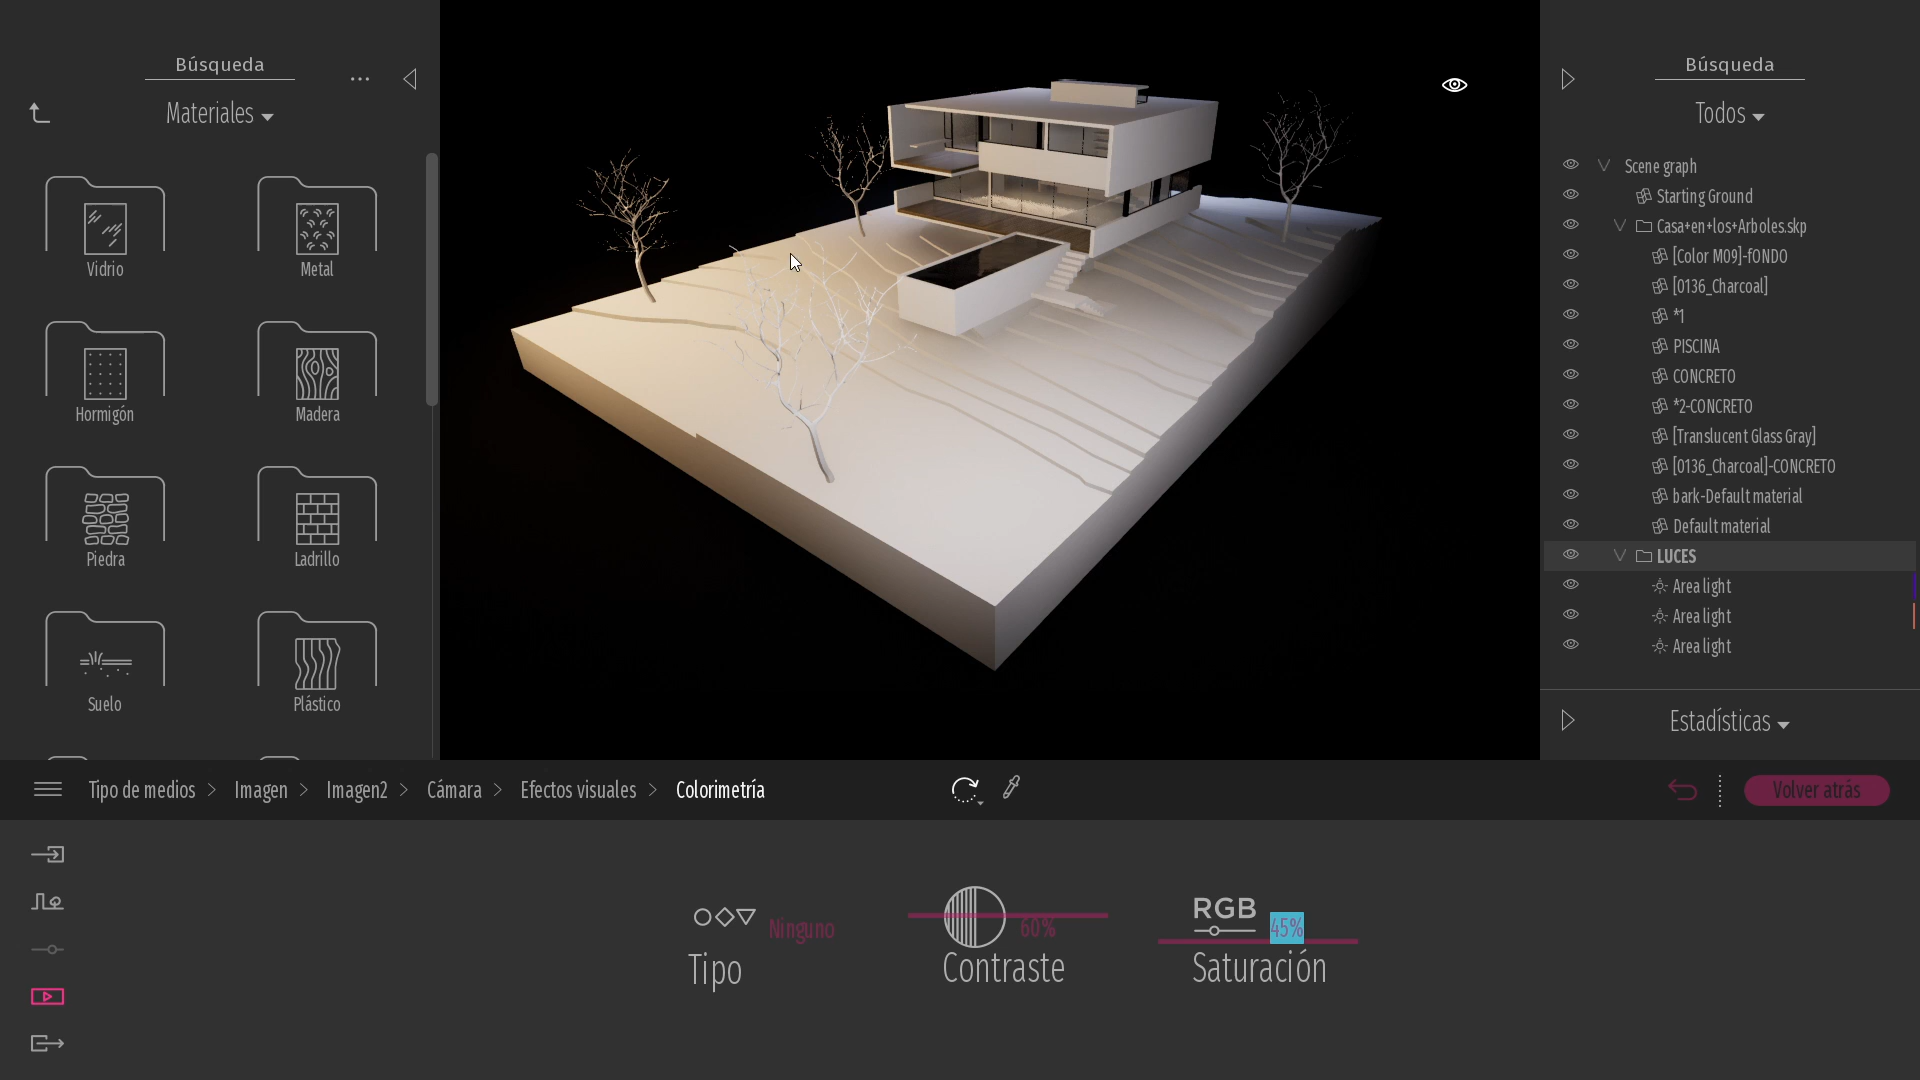 Búsqueda
Materiales
Vidrio
Metal
Hormigón
Madera
Piedra
Ladrillo
Suelo
Plástico
Búsqueda
Todos
Scene graph
Starting Ground
Casa+en+los+Arboles.skp
[Color M09]-fONDO
[0136_Charcoal]
*1
PISCINA
CONCRETO
*2-CONCRETO
[Translucent Glass Gray]
[0136_Charcoal]-CONCRETO
bark-Default material
Default material
LUCES
Area light
Area light
Area light
Estadísticas
Tipo de medios > Imagen > Imagen2 > Cámara > Efectos visuales > Colorimetría
Volver atrás
Ninguno
Tipo
60%
Contraste
RGB
45%
Saturación